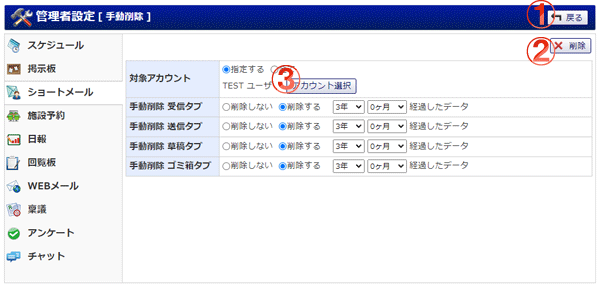 管理者設定 [ 手動削除 ]
① 戻る
② 削除
スケジュール
掲示板
ショートメール
施設予約
日報
回覧板
WEBメール
稟議
アンケート
チャット
対象アカウント
指定する
TEST ユーザ
③ アカウント選択
手動削除 受信タブ 削除しない 削除する 3年 0ヶ月 経過したデータ
手動削除 送信タブ 削除しない 削除する 3年 0ヶ月 経過したデータ
手動削除 草稿タブ 削除しない 削除する 3年 0ヶ月 経過したデータ
手動削除 ゴミ箱タブ 削除しない 削除する 3年 0ヶ月 経過したデータ